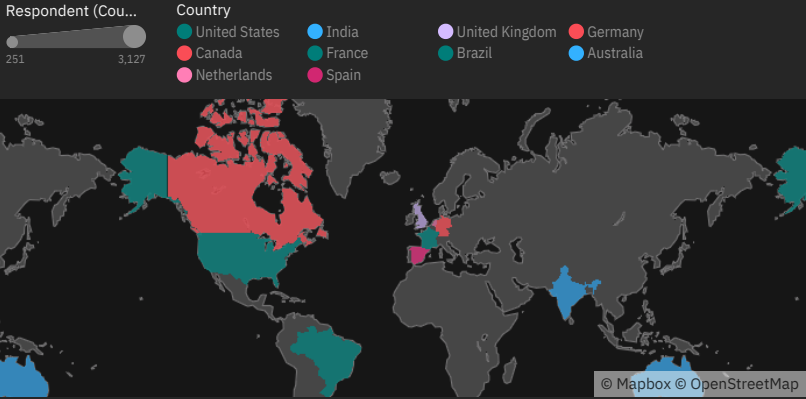 Respondent (Cou...
251 3,127
Country
United States India United Kingdom Germany
Canada France Brazil Australia
Netherlands Spain
© Mapbox © OpenStreetMap